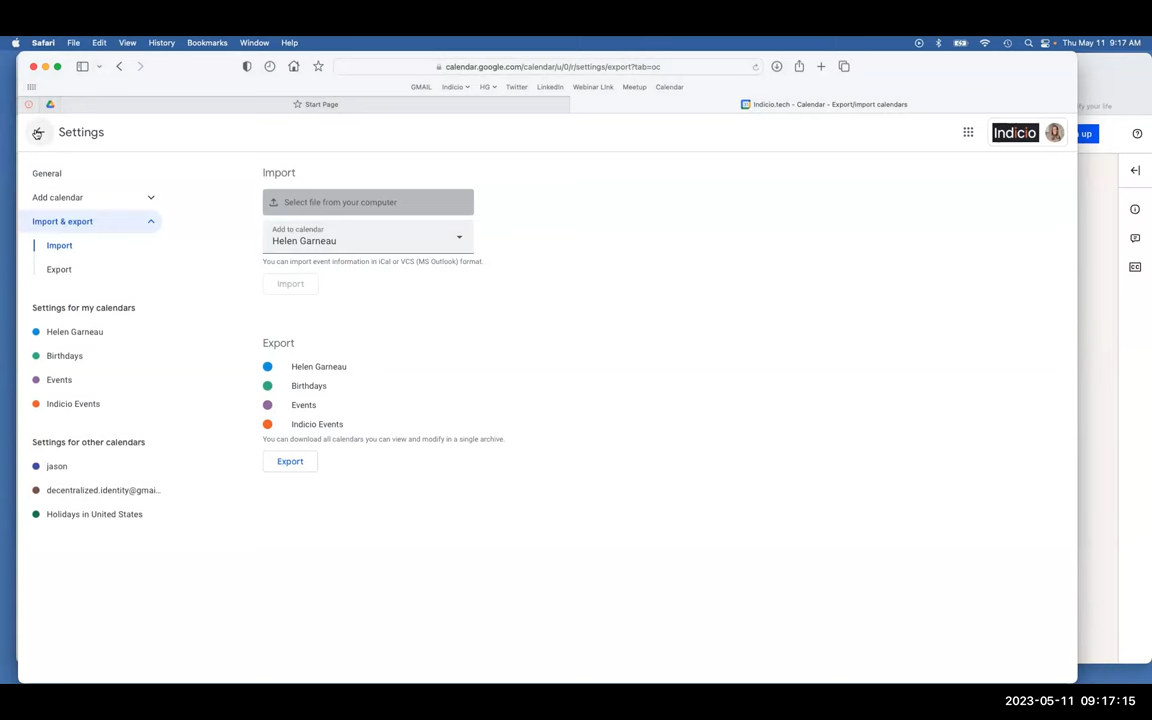 Safari File Edit View History Bookmarks Window Help
Thu May 11 9:17 AM
calendar.google.com/calendar/u/0/r/settings/export?tab=oc
GMAIL Indicio HG Twitter LinkedIn Webinar Link Meetup Calendar
Start Page
Indicio.tech - Calendar - Export/import calendars
ify your life
Settings
Indicio
up
General
Add calendar
Import & export
Import
Export
Settings for my calendars
Helen Garneau
Birthdays
Events
Indicio Events
Settings for other calendars
jason
decentralized.identity@gmai...
Holidays in United States
Import
Select file from your computer
Add to calendar
Helen Garneau
You can import event information in iCal or VCS (MS Outlook) format.
Import
Export
Helen Garneau
Birthdays
Events
Indicio Events
You can download all calendars you can view and modify in a single archive.
Export
CC
2023-05-11 09:17:15